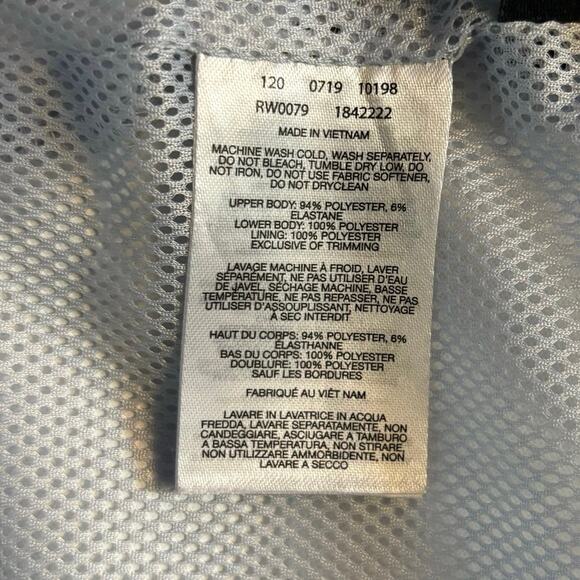 120 0719 10198
RW0079 1842222
MADE IN VIETNAM
MACHINE WASH COLD, WASH SEPARATELY,
DO NOT BLEACH, TUMBLE DRY LOW, DO
NOT IRON, DO NOT USE FABRIC SOFTENER,
DO NOT DRYCLEAN
UPPER BODY: 94% POLYESTER, 6%
ELASTANE
LOWER BODY: 100% POLYESTER
LINING: 100% POLYESTER
EXCLUSIVE OF TRIMMING
LAVAGE MACHINE À FROID, LAVER
SÉPARÉMENT, NE PAS UTILISER D'EAU
DE JAVEL, SÉCHAGE MACHINE, BASSE
TEMPÉRATURE, NE PAS REPASSER, NE PAS
UTILISER D'ASSOUPLISSANT, NETTOYAGE
À SEC INTERDIT
HAUT DU CORPS: 94% POLYESTER, 6%
ÉLASTHANNE
BAS DU CORPS: 100% POLYESTER
DOUBLURE: 100% POLYESTER
SAUF LES BORDURES
FABRIQUÉ AU VIÊT NAM
LAVARE IN LAVATRICE IN ACQUA
FREDDA, LAVARE SEPARATAMENTE, NON
CANDEGGIARE, ASCIUGARE A TAMBURO
A BASSA TEMPERATURA, NON STIRARE,
NON UTILIZZARE AMMORBIDENTE, NON
LAVARE A SECCO